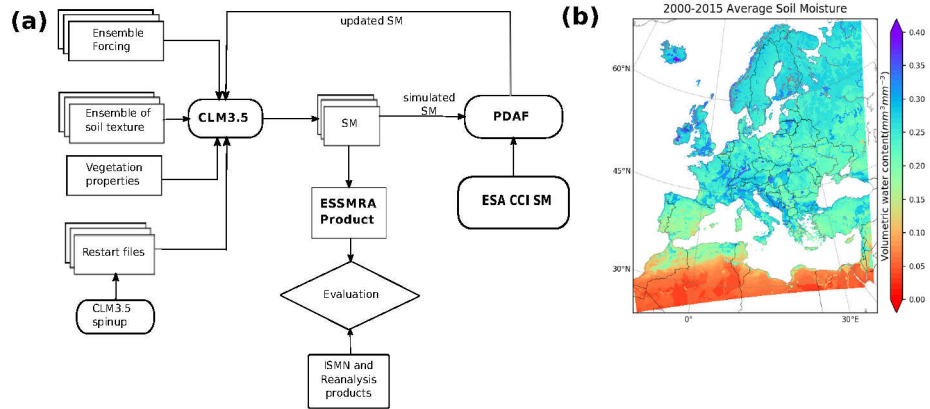 (a)
Ensemble
Forcing
updated SM
Ensemble of
soil texture
CLM3.5
SM
simulated
SM
PDAF
Vegetation
properties
ESSMRA
Product
ESA CCI SM
Restart files
Evaluation
CLM3.5
spinup
ISMN and
Reanalysis
products
(b)
2000-2015 Average Soil Moisture
60°N
45°N
30°N
0°
30°E
0.40
0.35
0.30
0.25
0.20
0.15
0.10
0.05
0.00
Volumetric water content(mm³mm⁻³)